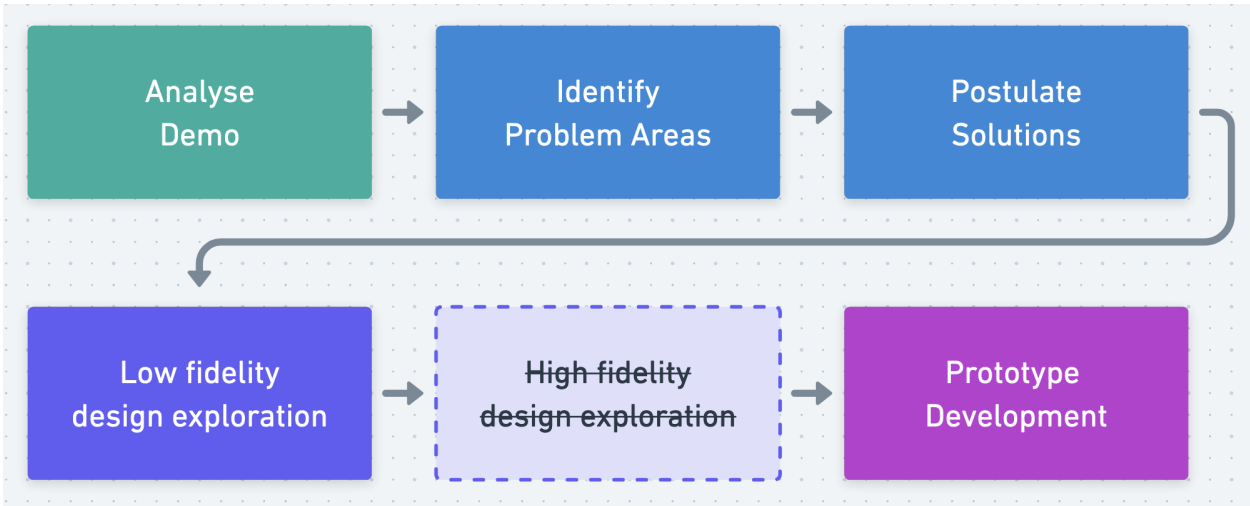 Analyse
Demo
Identify
Problem Areas
Postulate
Solutions
Low fidelity
design exploration
High fidelity
design exploration
Prototype
Development